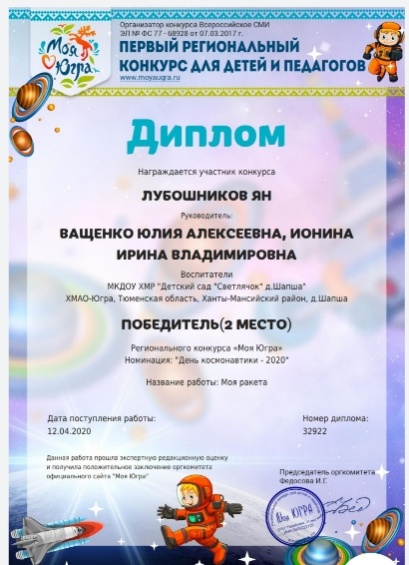 Моя
Югра
Организатор конкурса Всероссийское СМИ
ЭЛ № ФС 77 - 68928 от 07.03.2017 г.
ПЕРВЫЙ РЕГИОНАЛЬНЫЙ
КОНКУРС ДЛЯ ДЕТЕЙ И ПЕДАГОГОВ
www.moyaugra.ru
Диплом
Награждается участник конкурса
ЛУБОШНИКОВ ЯН
Руководитель:
ВАЩЕНКО ЮЛИЯ АЛЕКСЕЕВНА, ИОНИНА
ИРИНА ВЛАДИМИРОВНА
Воспитатели
МКДОУ ХМР "Детский сад "Светлячок" д.Шапша"
ХМАО-Югра, Тюменская область, Ханты-Мансийский район, д.Шапша
ПОБЕДИТЕЛЬ(2 МЕСТО)
Регионального конкурса «Моя Югра»
Номинация: "День космонавтики - 2020"
Название работы: Моя ракета
Дата поступления работы:
12.04.2020
Номер диплома:
32922
Данная работа прошла экспертную редакционную оценку
и получила положительное заключение оргкомитета
официального сайта "Моя Югра"
Председатель оргкомитета
Федосова И.Г.
Моя ЮГРА